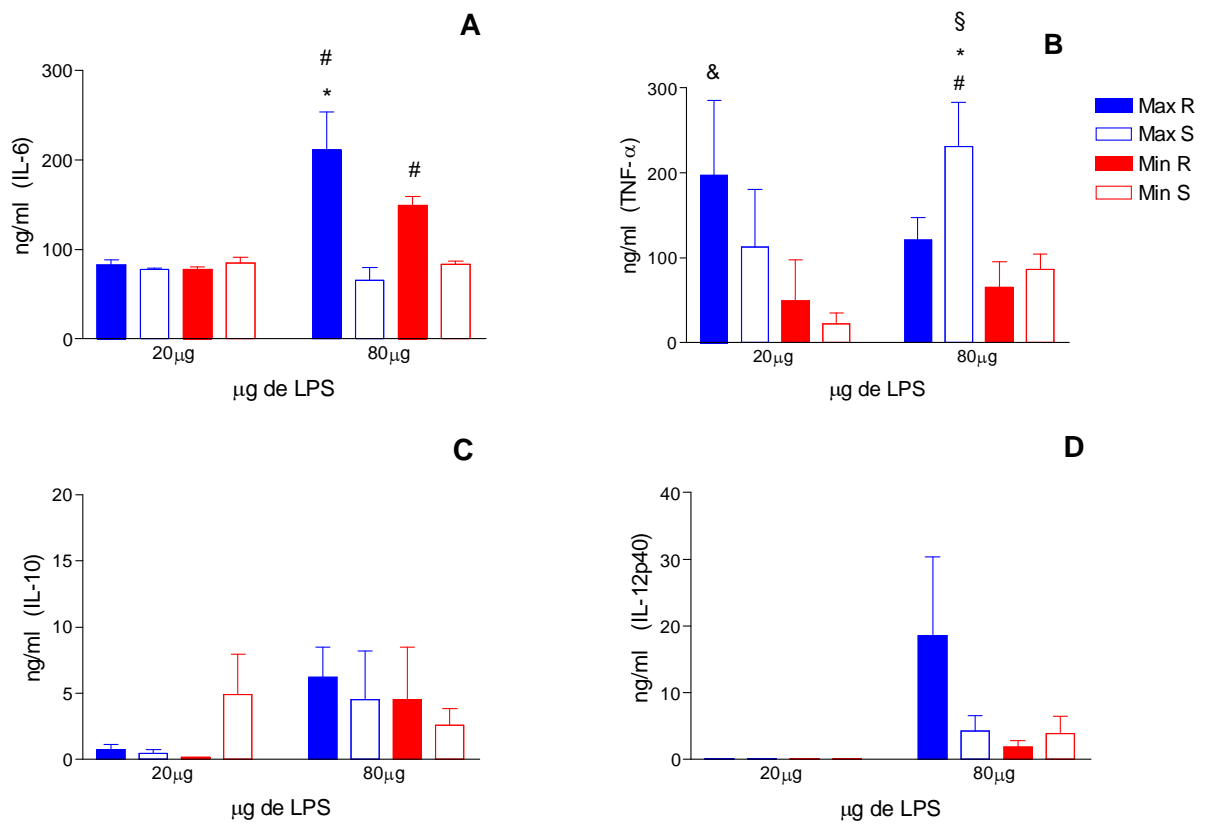 A
#
*
#
300
200
100
0
ng/ml (IL-6)
20µg
80µg
µg de LPS
B
&
§
*
#
300
200
100
0
ng/ml (TNF-α)
20µg
80µg
µg de LPS
Max R
Max S
Min R
Min S
C
20
15
10
5
0
ng/ml (IL-10)
20µg
80µg
µg de LPS
D
40
30
20
10
0
ng/ml (IL-12p40)
20µg
80µg
µg de LPS